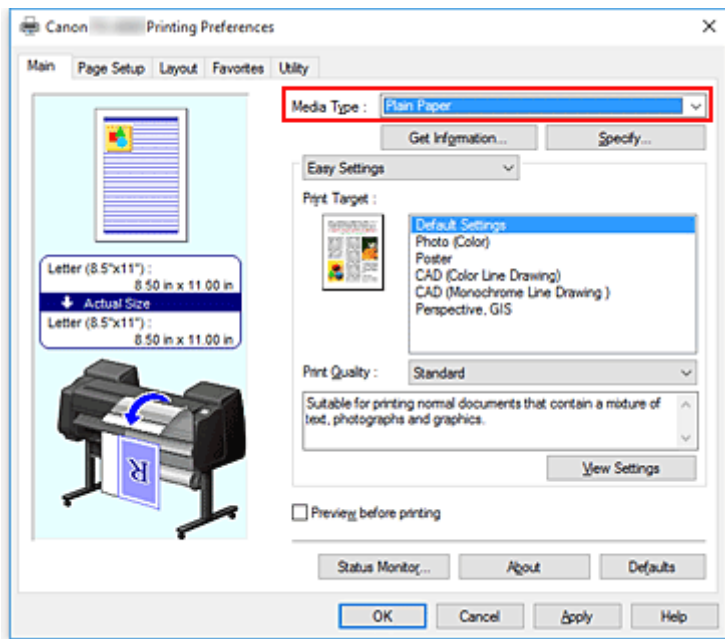 Canon Printing Preferences
Main Page Setup Layout Favorites Utility
Media Type : Plain Paper
Get Information... Specify...
Easy Settings
Print Target :
Default Settings
Photo (Color)
Poster
CAD (Color Line Drawing)
CAD (Monochrome Line Drawing )
Perspective, GIS
Letter (8.5"x11") :
8.50 in x 11.00 in
Actual Size
Letter (8.5"x11") :
8.50 in x 11.00 in
R
Print Quality : Standard
Suitable for printing normal documents that contain a mixture of
text, photographs and graphics.
View Settings
Preview before printing
Status Monitor... About Defaults
OK Cancel Apply Help